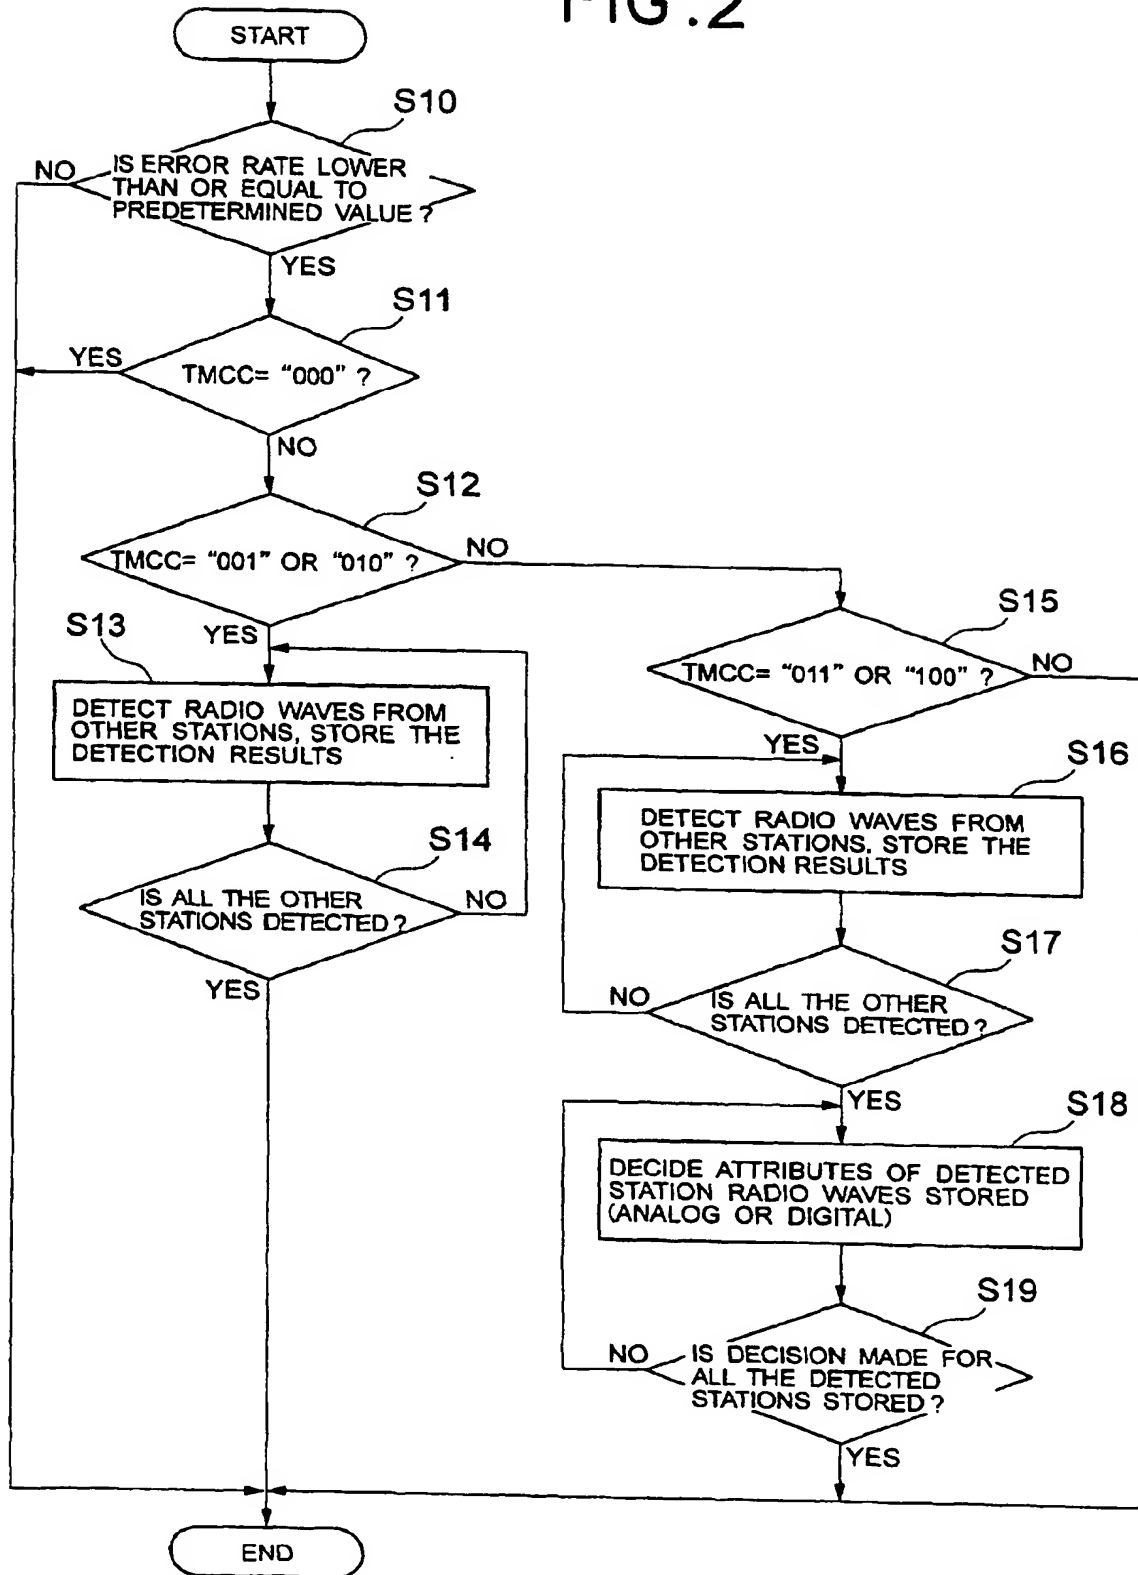 FIG.2
START
S10
NO
IS ERROR RATE LOWER
THAN OR EQUAL TO
PREDETERMINED VALUE ?
YES
S11
YES
TMCC= “000” ?
NO
S12
TMCC= “001” OR “010” ?
NO
YES
S13
DETECT RADIO WAVES FROM
OTHER STATIONS, STORE THE
DETECTION RESULTS
S14
IS ALL THE OTHER
STATIONS DETECTED ?
NO
YES
S15
TMCC= “011” OR “100” ?
NO
YES
S16
DETECT RADIO WAVES FROM
OTHER STATIONS. STORE THE
DETECTION RESULTS
S17
NO
IS ALL THE OTHER
STATIONS DETECTED ?
YES
S18
DECIDE ATTRIBUTES OF DETECTED
STATION RADIO WAVES STORED
(ANALOG OR DIGITAL)
S19
NO
IS DECISION MADE FOR
ALL THE DETECTED
STATIONS STORED ?
YES
END